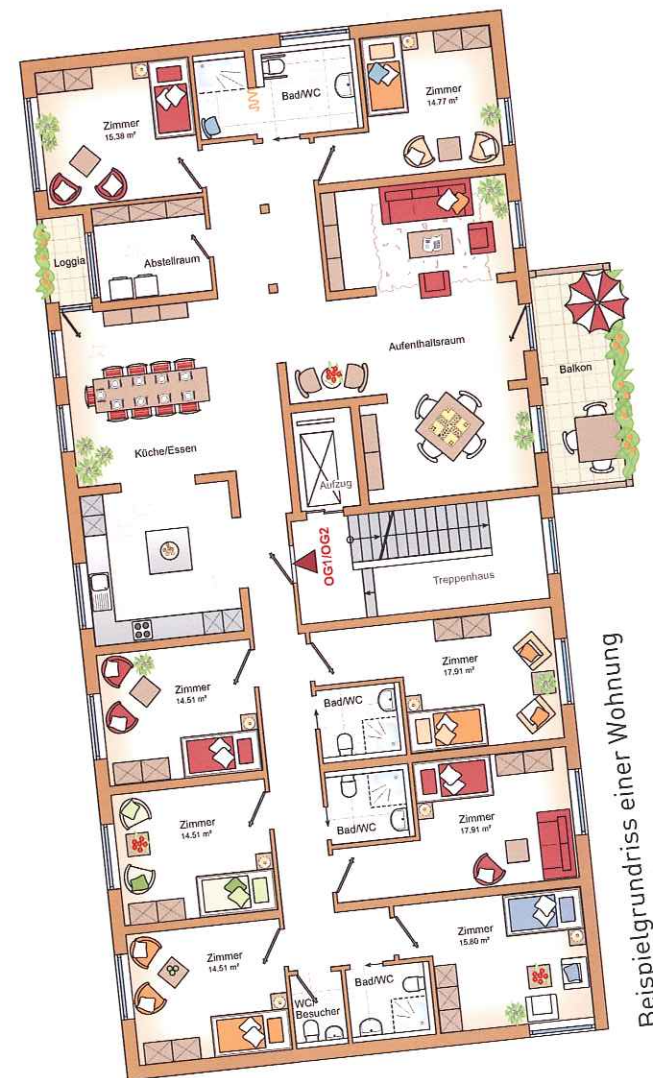 Zimmer
15.38 m²
Bad/WC
Zimmer
14.77 m²
Loggia
Abstellraum
Aufenthaltsraum
Balkon
Küche/Essen
Aufzug
OG1/OG2
Treppenhaus
Zimmer
14.51 m²
Bad/WC
Zimmer
17.91 m²
Zimmer
14.51 m²
Bad/WC
Zimmer
17.91 m²
Zimmer
14.51 m²
WC/
Besucher
Bad/WC
Zimmer
15.80 m²
Beispielgrundriss einer Wohnung